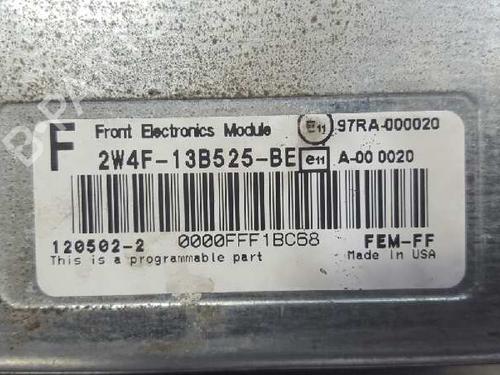 F Front Electronics Module E11 97RA-000020
2W4F-13B525-BE e11 A-00 0020
120502-2 0000FFF1BC68 FEM-FF
This is a programmable part Made in USA